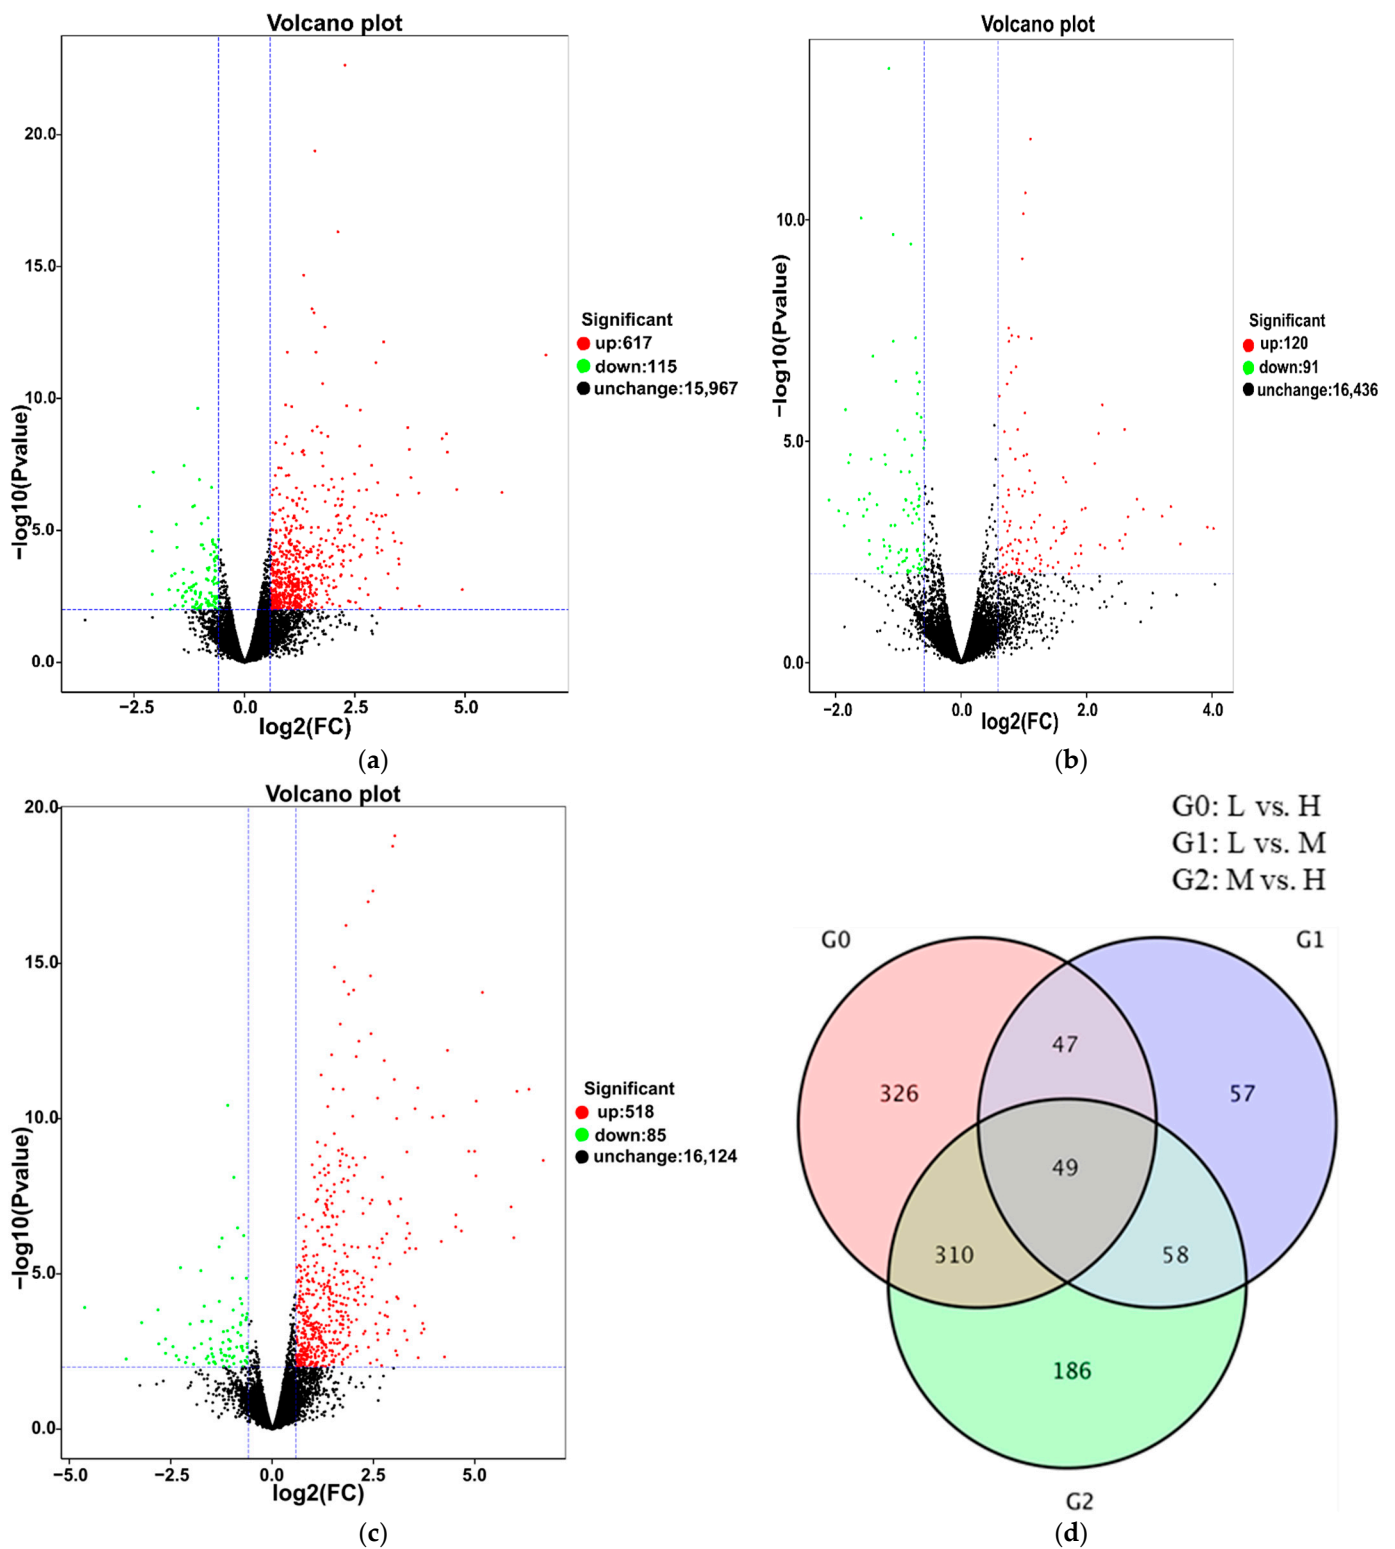 Volcano plot
20.0
15.0
10.0
5.0
0.0
−log10(Pvalue)
−2.5 0.0 2.5 5.0
log2(FC)
Significant
up:617
down:115
unchange:15,967
(a)
Volcano plot
10.0
5.0
0.0
−log10(Pvalue)
−2.0 0.0 2.0 4.0
log2(FC)
Significant
up:120
down:91
unchange:16,436
(b)
Volcano plot
20.0
15.0
10.0
5.0
0.0
−log10(Pvalue)
−5.0 −2.5 0.0 2.5 5.0
log2(FC)
Significant
up:518
down:85
unchange:16,124
(c)
G0: L vs. H
G1: L vs. M
G2: M vs. H
G0 G1
47
326 57
49
310 58
186
G2
(d)